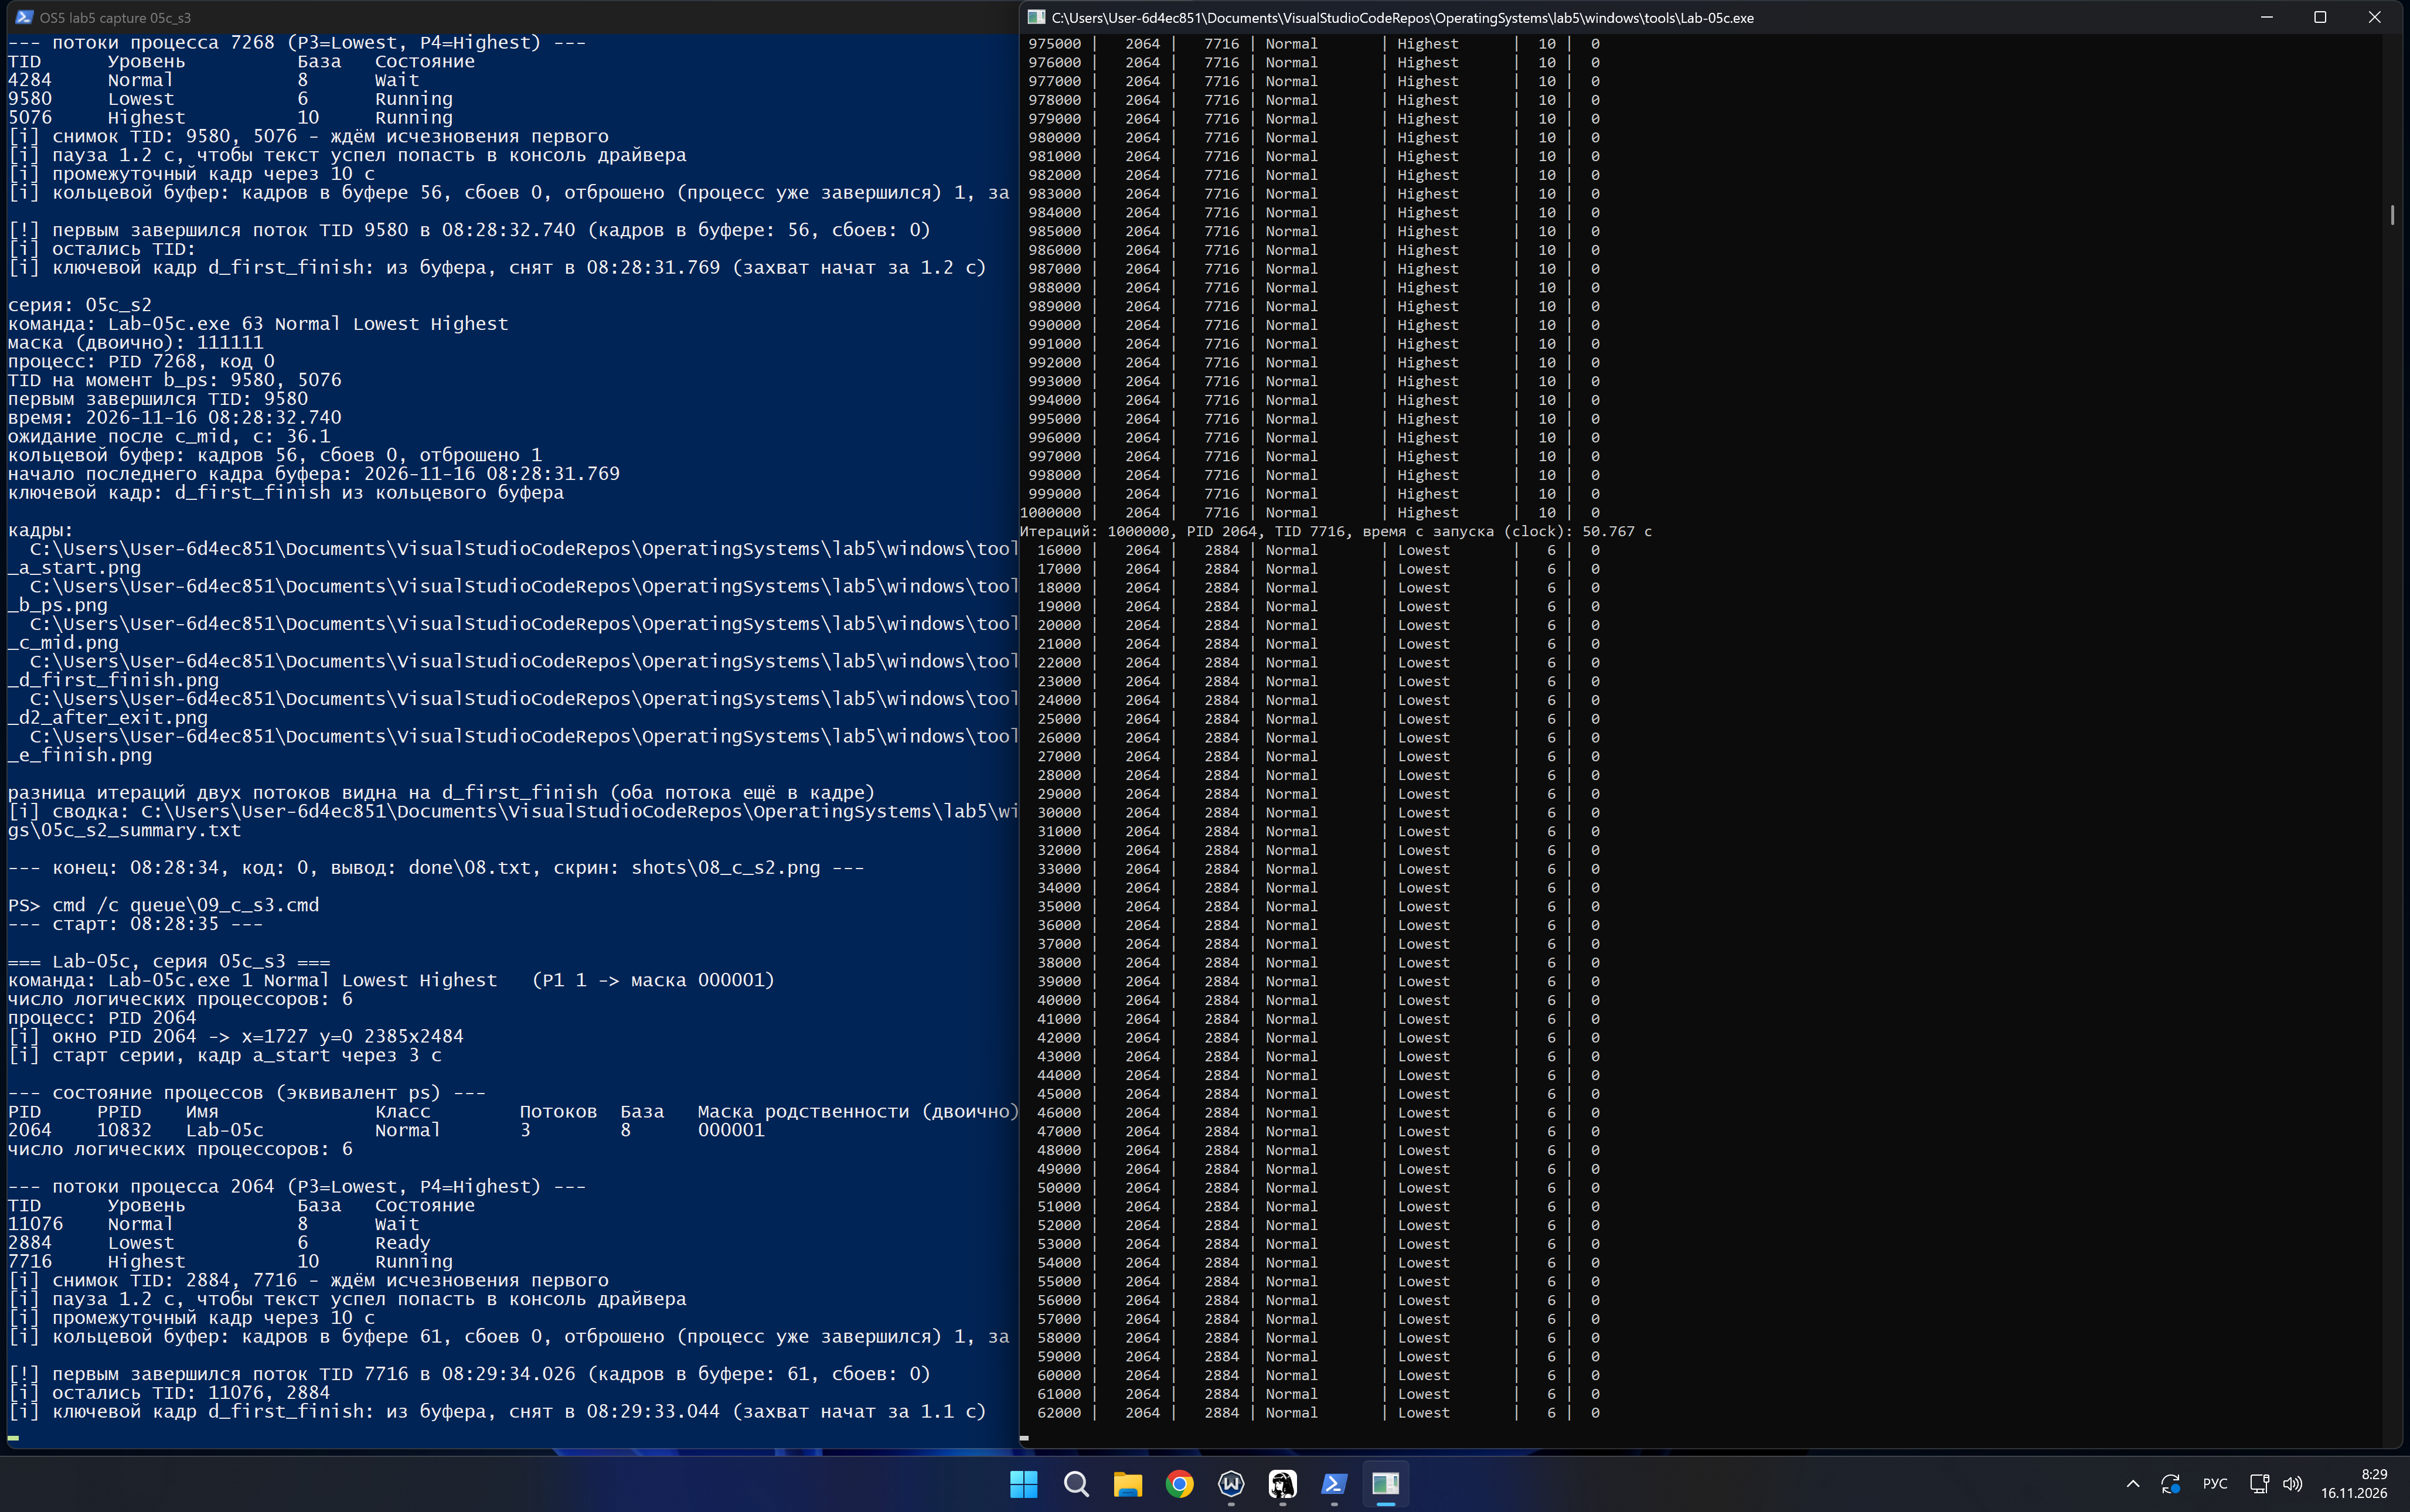 OS5 lab5 capture 05c_s3
--- потоки процесса 7268 (P3=Lowest, P4=Highest) ---
TID Уровень База Состояние
4284 Normal 8 Wait
9580 Lowest 6 Running
5076 Highest 10 Running
[i] снимок TID: 9580, 5076 - ждём исчезновения первого
[i] пауза 1.2 с, чтобы текст успел попасть в консоль драйвера
[i] промежуточный кадр через 10 с
[i] кольцевой буфер: кадров в буфере 56, сбоев 0, отброшено (процесс уже завершился) 1, за
[!] первым завершился поток TID 9580 в 08:28:32.740 (кадров в буфере: 56, сбоев: 0)
[i] остались TID:
[i] ключевой кадр d_first_finish: из буфера, снят в 08:28:31.769 (захват начат за 1.2 с)
серия: 05c_s2
команда: Lab-05c.exe 63 Normal Lowest Highest
маска (двоично): 111111
процесс: PID 7268, код 0
TID на момент b_ps: 9580, 5076
первым завершился TID: 9580
время: 2026-11-16 08:28:32.740
ожидание после c_mid, с: 36.1
кольцевой буфер: кадров 56, сбоев 0, отброшено 1
начало последнего кадра буфера: 2026-11-16 08:28:31.769
ключевой кадр: d_first_finish из кольцевого буфера
кадры:
C:\Users\User-6d4ec851\Documents\VisualStudioCodeRepos\OperatingSystems\lab5\windows\tool
_a_start.png
C:\Users\User-6d4ec851\Documents\VisualStudioCodeRepos\OperatingSystems\lab5\windows\tool
_b_ps.png
C:\Users\User-6d4ec851\Documents\VisualStudioCodeRepos\OperatingSystems\lab5\windows\tool
_c_mid.png
C:\Users\User-6d4ec851\Documents\VisualStudioCodeRepos\OperatingSystems\lab5\windows\tool
_d_first_finish.png
C:\Users\User-6d4ec851\Documents\VisualStudioCodeRepos\OperatingSystems\lab5\windows\tool
_d2_after_exit.png
C:\Users\User-6d4ec851\Documents\VisualStudioCodeRepos\OperatingSystems\lab5\windows\tool
_e_finish.png
разница итераций двух потоков видна на d_first_finish (оба потока ещё в кадре)
[i] сводка: C:\Users\User-6d4ec851\Documents\VisualStudioCodeRepos\OperatingSystems\lab5\wi
gs\05c_s2_summary.txt
--- конец: 08:28:34, код: 0, вывод: done\08.txt, скрин: shots\08_c_s2.png ---
PS> cmd /c queue\09_c_s3.cmd
--- старт: 08:28:35 ---
=== Lab-05c, серия 05c_s3 ===
команда: Lab-05c.exe 1 Normal Lowest Highest (P1 1 -> маска 000001)
число логических процессоров: 6
процесс: PID 2064
[i] окно PID 2064 -> x=1727 y=0 2385x2484
[i] старт серии, кадр a_start через 3 с
--- состояние процессов (эквивалент ps) ---
PID PPID Имя Класс Потоков База Маска родственности (двоично)
2064 10832 Lab-05c Normal 3 8 000001
число логических процессоров: 6
--- потоки процесса 2064 (P3=Lowest, P4=Highest) ---
TID Уровень База Состояние
11076 Normal 8 Wait
2884 Lowest 6 Ready
7716 Highest 10 Running
[i] снимок TID: 2884, 7716 - ждём исчезновения первого
[i] пауза 1.2 с, чтобы текст успел попасть в консоль драйвера
[i] промежуточный кадр через 10 с
[i] кольцевой буфер: кадров в буфере 61, сбоев 0, отброшено (процесс уже завершился) 1, за
[!] первым завершился поток TID 7716 в 08:29:34.026 (кадров в буфере: 61, сбоев: 0)
[i] остались TID: 11076, 2884
[i] ключевой кадр d_first_finish: из буфера, снят в 08:29:33.044 (захват начат за 1.1 с)
C:\Users\User-6d4ec851\Documents\VisualStudioCodeRepos\OperatingSystems\lab5\windows\tools\Lab-05c.exe
975000 | 2064 | 7716 | Normal | Highest | 10 | 0
976000 | 2064 | 7716 | Normal | Highest | 10 | 0
977000 | 2064 | 7716 | Normal | Highest | 10 | 0
978000 | 2064 | 7716 | Normal | Highest | 10 | 0
979000 | 2064 | 7716 | Normal | Highest | 10 | 0
980000 | 2064 | 7716 | Normal | Highest | 10 | 0
981000 | 2064 | 7716 | Normal | Highest | 10 | 0
982000 | 2064 | 7716 | Normal | Highest | 10 | 0
983000 | 2064 | 7716 | Normal | Highest | 10 | 0
984000 | 2064 | 7716 | Normal | Highest | 10 | 0
985000 | 2064 | 7716 | Normal | Highest | 10 | 0
986000 | 2064 | 7716 | Normal | Highest | 10 | 0
987000 | 2064 | 7716 | Normal | Highest | 10 | 0
988000 | 2064 | 7716 | Normal | Highest | 10 | 0
989000 | 2064 | 7716 | Normal | Highest | 10 | 0
990000 | 2064 | 7716 | Normal | Highest | 10 | 0
991000 | 2064 | 7716 | Normal | Highest | 10 | 0
992000 | 2064 | 7716 | Normal | Highest | 10 | 0
993000 | 2064 | 7716 | Normal | Highest | 10 | 0
994000 | 2064 | 7716 | Normal | Highest | 10 | 0
995000 | 2064 | 7716 | Normal | Highest | 10 | 0
996000 | 2064 | 7716 | Normal | Highest | 10 | 0
997000 | 2064 | 7716 | Normal | Highest | 10 | 0
998000 | 2064 | 7716 | Normal | Highest | 10 | 0
999000 | 2064 | 7716 | Normal | Highest | 10 | 0
1000000 | 2064 | 7716 | Normal | Highest | 10 | 0
Итераций: 1000000, PID 2064, TID 7716, время с запуска (clock): 50.767 с
16000 | 2064 | 2884 | Normal | Lowest | 6 | 0
17000 | 2064 | 2884 | Normal | Lowest | 6 | 0
18000 | 2064 | 2884 | Normal | Lowest | 6 | 0
19000 | 2064 | 2884 | Normal | Lowest | 6 | 0
20000 | 2064 | 2884 | Normal | Lowest | 6 | 0
21000 | 2064 | 2884 | Normal | Lowest | 6 | 0
22000 | 2064 | 2884 | Normal | Lowest | 6 | 0
23000 | 2064 | 2884 | Normal | Lowest | 6 | 0
24000 | 2064 | 2884 | Normal | Lowest | 6 | 0
25000 | 2064 | 2884 | Normal | Lowest | 6 | 0
26000 | 2064 | 2884 | Normal | Lowest | 6 | 0
27000 | 2064 | 2884 | Normal | Lowest | 6 | 0
28000 | 2064 | 2884 | Normal | Lowest | 6 | 0
29000 | 2064 | 2884 | Normal | Lowest | 6 | 0
30000 | 2064 | 2884 | Normal | Lowest | 6 | 0
31000 | 2064 | 2884 | Normal | Lowest | 6 | 0
32000 | 2064 | 2884 | Normal | Lowest | 6 | 0
33000 | 2064 | 2884 | Normal | Lowest | 6 | 0
34000 | 2064 | 2884 | Normal | Lowest | 6 | 0
35000 | 2064 | 2884 | Normal | Lowest | 6 | 0
36000 | 2064 | 2884 | Normal | Lowest | 6 | 0
37000 | 2064 | 2884 | Normal | Lowest | 6 | 0
38000 | 2064 | 2884 | Normal | Lowest | 6 | 0
39000 | 2064 | 2884 | Normal | Lowest | 6 | 0
40000 | 2064 | 2884 | Normal | Lowest | 6 | 0
41000 | 2064 | 2884 | Normal | Lowest | 6 | 0
42000 | 2064 | 2884 | Normal | Lowest | 6 | 0
43000 | 2064 | 2884 | Normal | Lowest | 6 | 0
44000 | 2064 | 2884 | Normal | Lowest | 6 | 0
45000 | 2064 | 2884 | Normal | Lowest | 6 | 0
46000 | 2064 | 2884 | Normal | Lowest | 6 | 0
47000 | 2064 | 2884 | Normal | Lowest | 6 | 0
48000 | 2064 | 2884 | Normal | Lowest | 6 | 0
49000 | 2064 | 2884 | Normal | Lowest | 6 | 0
50000 | 2064 | 2884 | Normal | Lowest | 6 | 0
51000 | 2064 | 2884 | Normal | Lowest | 6 | 0
52000 | 2064 | 2884 | Normal | Lowest | 6 | 0
53000 | 2064 | 2884 | Normal | Lowest | 6 | 0
54000 | 2064 | 2884 | Normal | Lowest | 6 | 0
55000 | 2064 | 2884 | Normal | Lowest | 6 | 0
56000 | 2064 | 2884 | Normal | Lowest | 6 | 0
57000 | 2064 | 2884 | Normal | Lowest | 6 | 0
58000 | 2064 | 2884 | Normal | Lowest | 6 | 0
59000 | 2064 | 2884 | Normal | Lowest | 6 | 0
60000 | 2064 | 2884 | Normal | Lowest | 6 | 0
61000 | 2064 | 2884 | Normal | Lowest | 6 | 0
62000 | 2064 | 2884 | Normal | Lowest | 6 | 0
РУС
8:29
16.11.2026